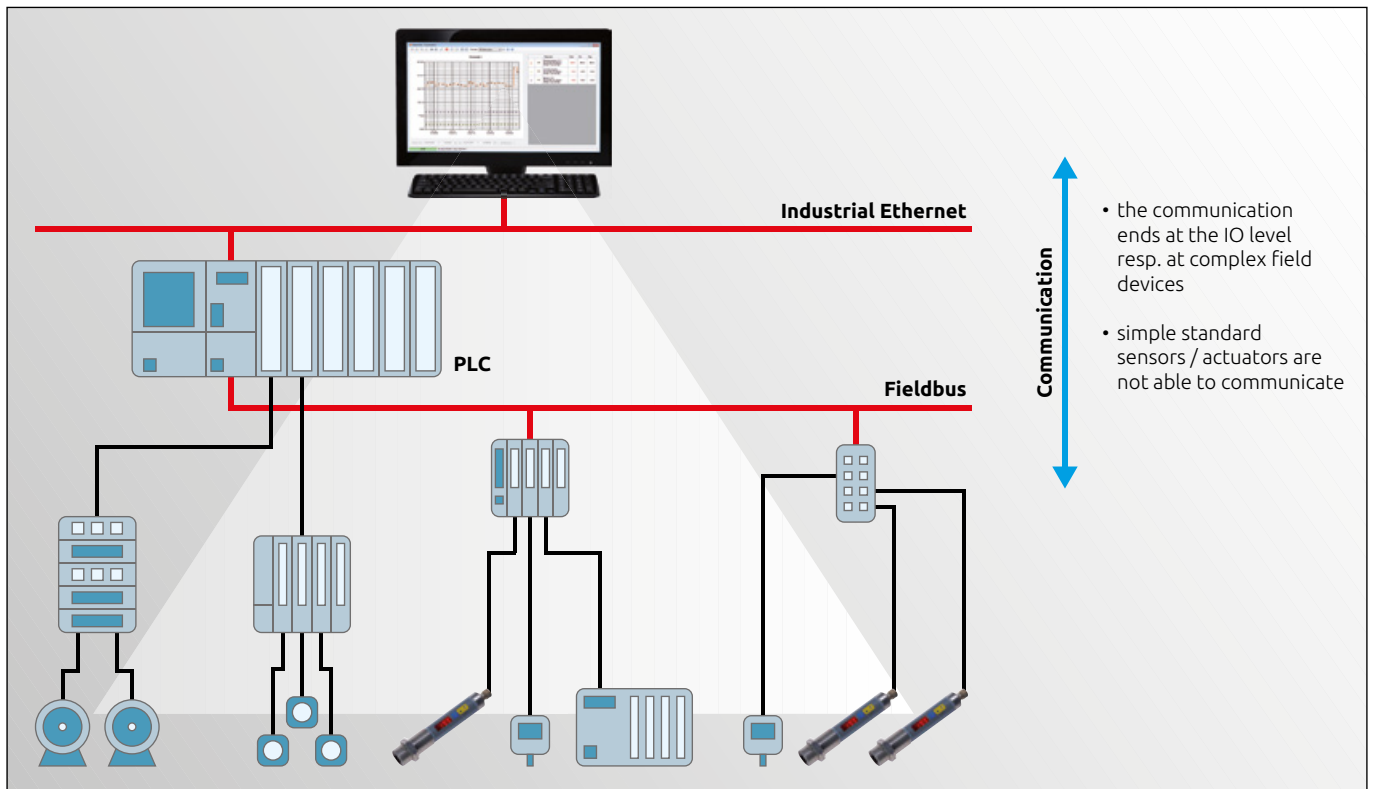 Industrial Ethernet
PLC
Fieldbus
Communication
• the communication
ends at the IO level
resp. at complex field
devices
• simple standard
sensors / actuators are
not able to communicate